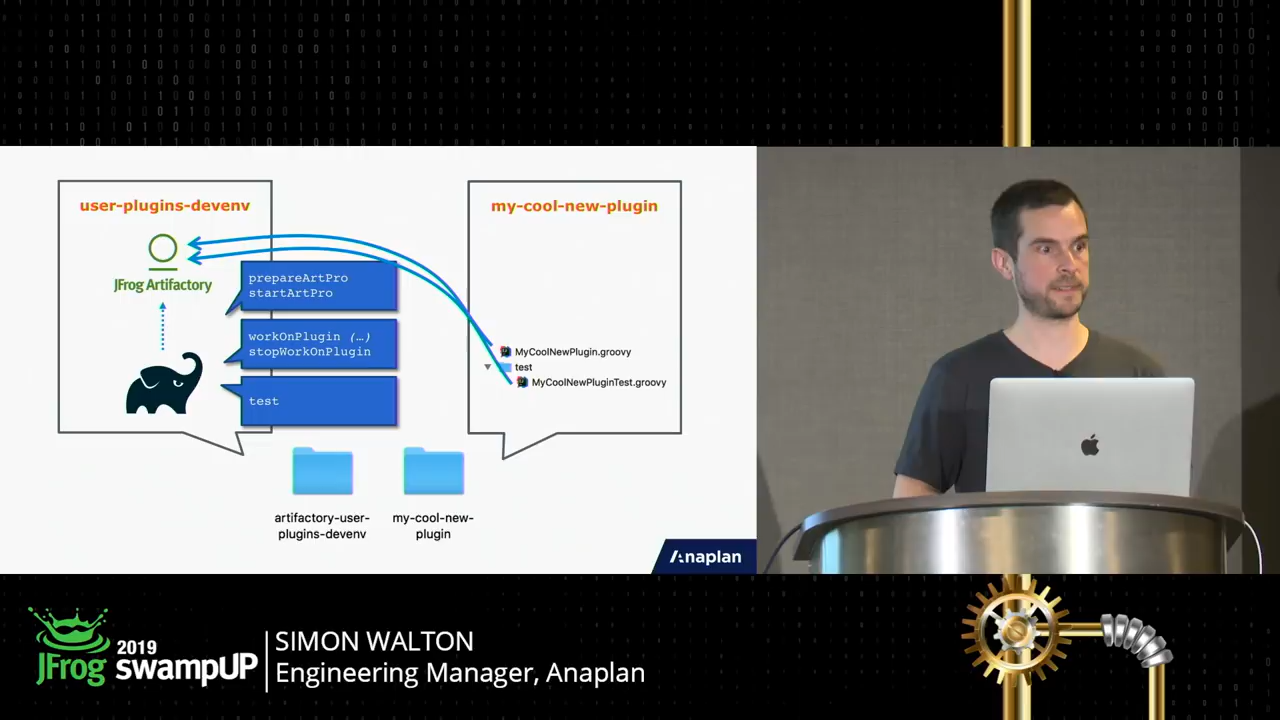 user-plugins-devenv
my-cool-new-plugin
JFrog Artifactory
prepareArtPro
startArtPro
workOnPlugin (…)
stopWorkOnPlugin
test
MyCoolNewPlugin.groovy
test
MyCoolNewPluginTest.groovy
artifactory-user-
plugins-devenv
my-cool-new-
plugin
Anaplan
JFrog
2019
swampUP
SIMON WALTON
Engineering Manager, Anaplan